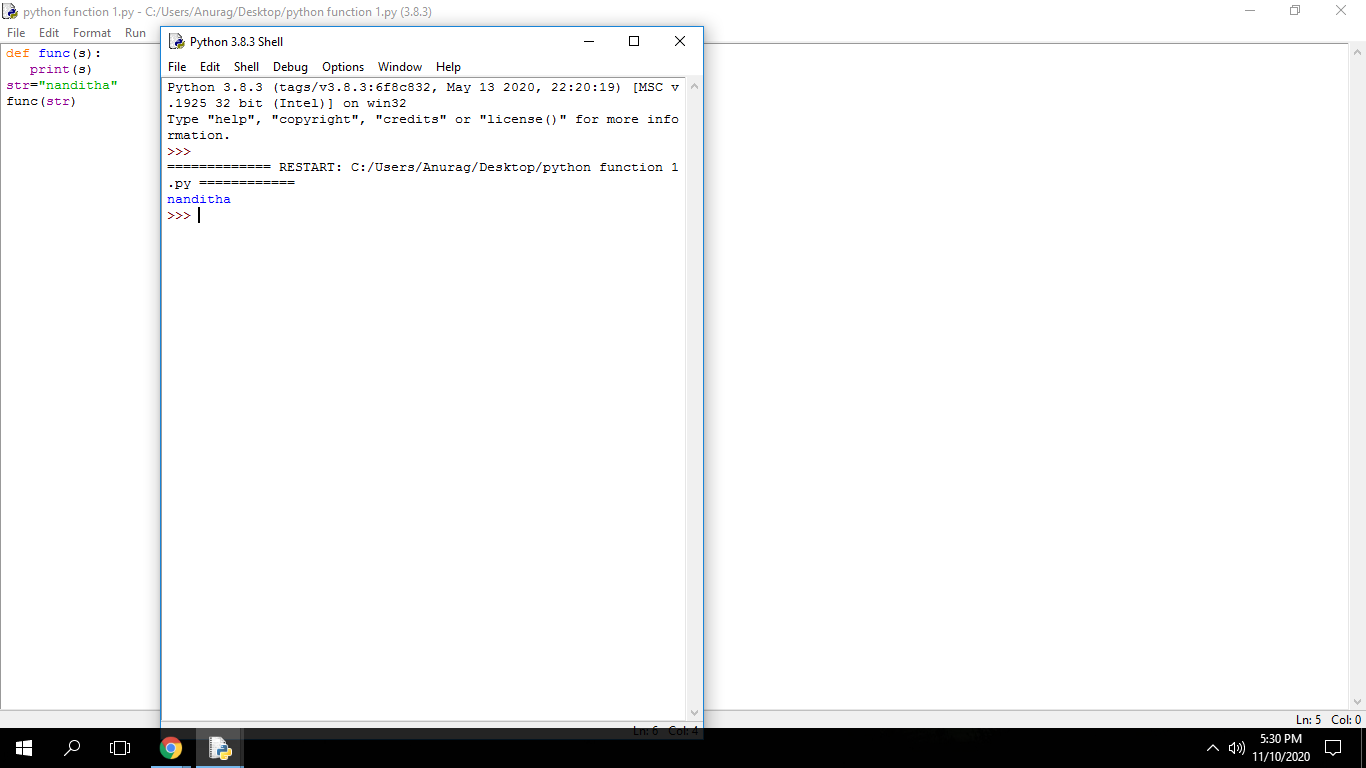 python function 1.py - C:/Users/Anurag/Desktop/python function 1.py (3.8.3)
File Edit Format Run
def func(s):
   print(s)
str="nanditha"
func(str)
Python 3.8.3 Shell
File Edit Shell Debug Options Window Help
Python 3.8.3 (tags/v3.8.3:6f8c832, May 13 2020, 22:20:19) [MSC v
.1925 32 bit (Intel)] on win32
Type "help", "copyright", "credits" or "license()" for more info
rmation.
>>>
============= RESTART: C:/Users/Anurag/Desktop/python function 1
.py ============
nanditha
>>>
Ln: 6 Col: 4
Ln: 5 Col: 0
5:30 PM
11/10/2020